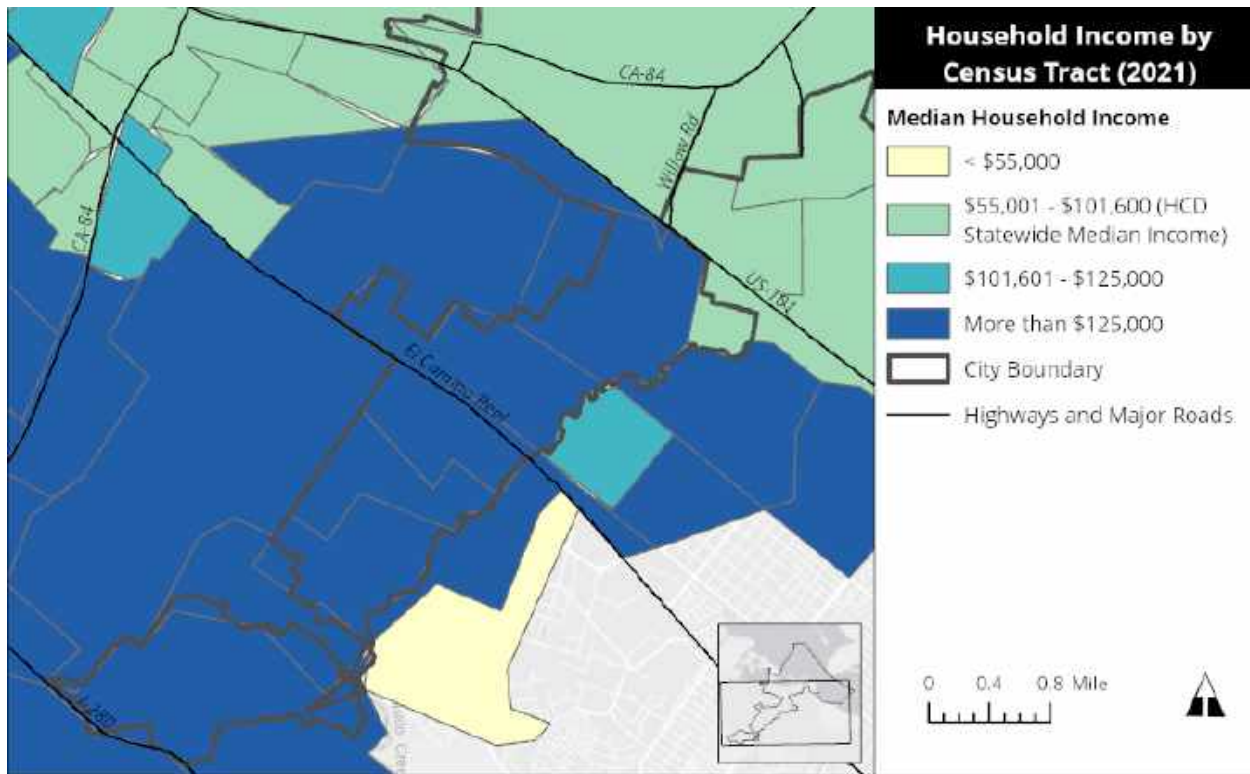 Household Income by
Census Tract (2021)
Median Household Income
< $55,000
$55,001 - $101,600 (HCD
Statewide Median Income)
$101,601 - $125,000
More than $125,000
City Boundary
Highways and Major Roads
0 0.4 0.8 Mile
CA-84
Willow Rd
CA-84
US-101
El Camino Real